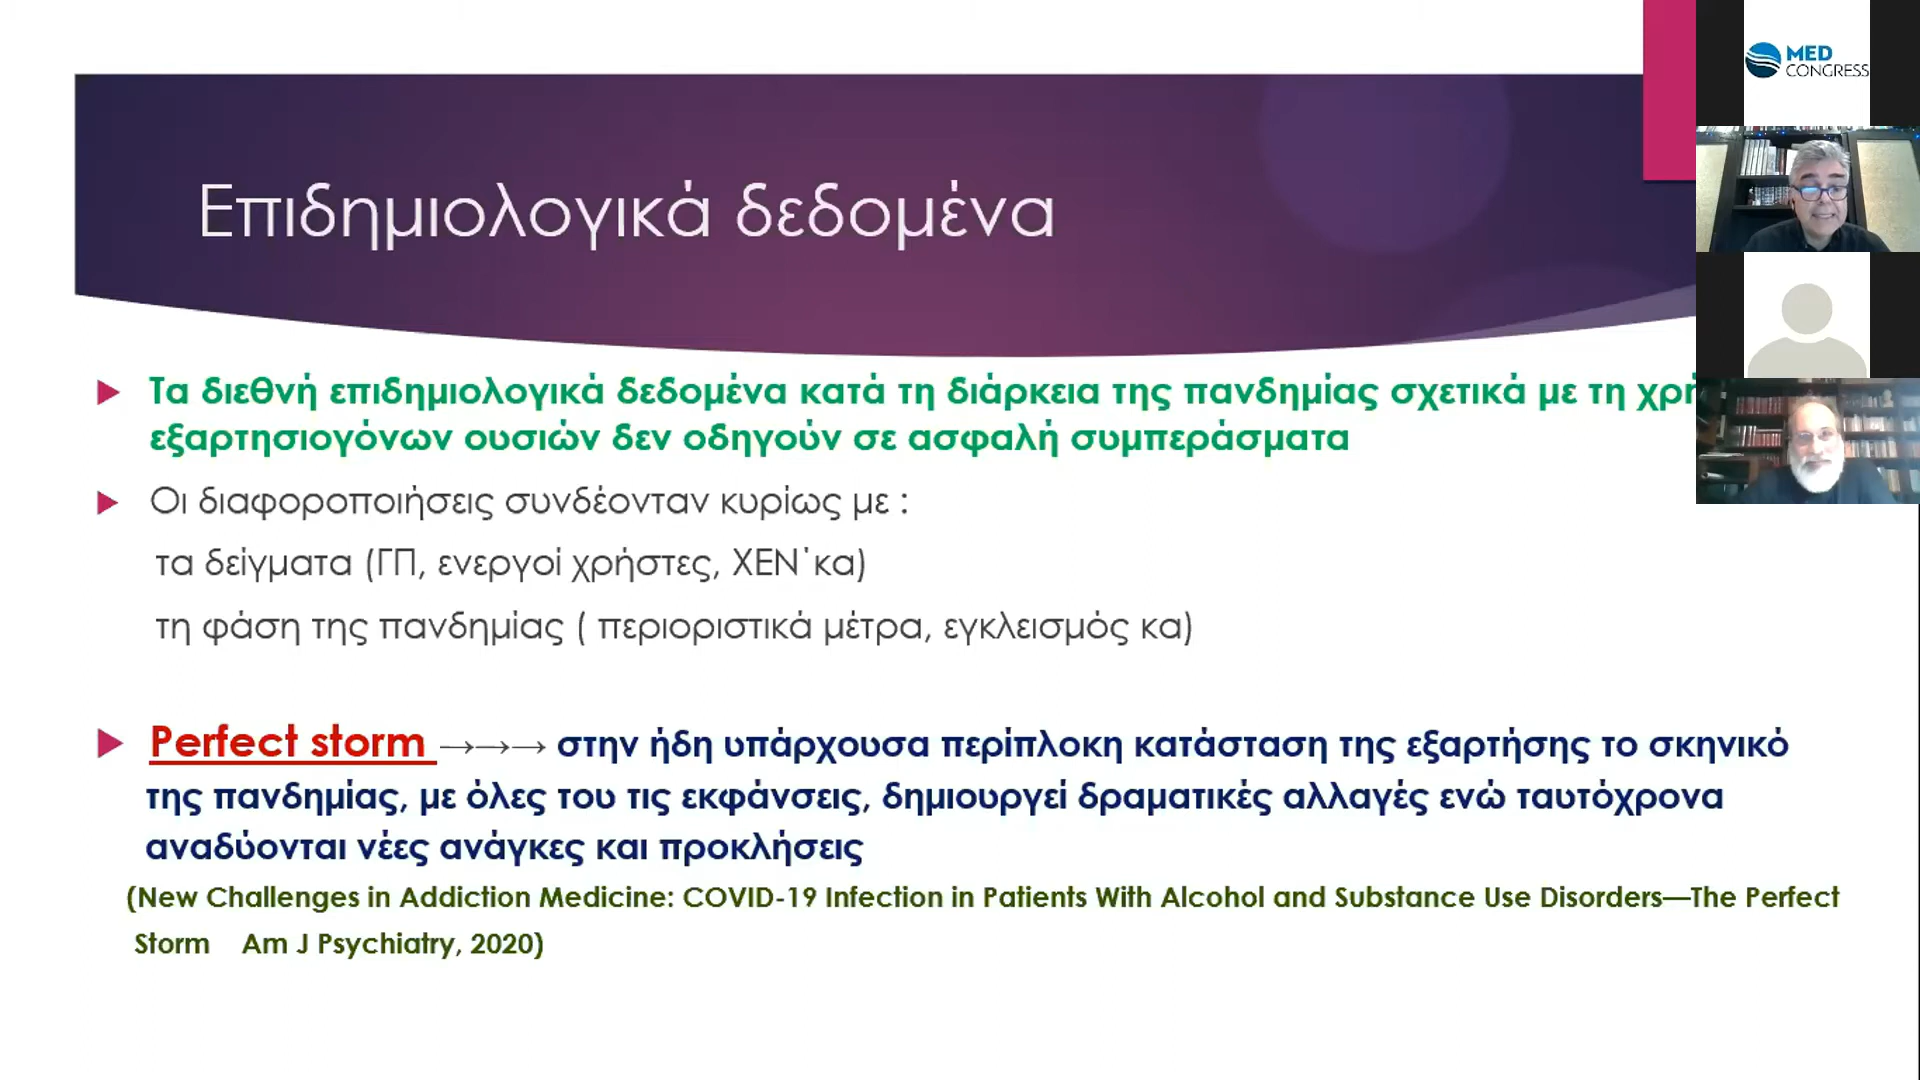 Επιδημιολογικά δεδομένα
Τα διεθνή επιδημιολογικά δεδομένα κατά τη διάρκεια της πανδημίας σχετικά με τη
εξαρτησιογόνων ουσιών δεν οδηγούν σε ασφαλή συμπεράσματα
Οι διαφοροποιήσεις συνδέονταν κυρίως με :
τα δείγματα (ΓΠ, ενεργοί χρήστες, ΧΕΝ΄κα)
τη φάση της πανδημίας ( περιοριστικά μέτρα, εγκλεισμός κα)
Perfect storm →→→ στην ήδη υπάρχουσα περίπλοκη κατάσταση της εξαρτήσης το σκηνικό
της πανδημίας, με όλες του τις εκφάνσεις, δημιουργεί δραματικές αλλαγές ενώ ταυτόχρονα
αναδύονται νέες ανάγκες και προκλήσεις
(New Challenges in Addiction Medicine: COVID-19 Infection in Patients With Alcohol and Substance Use Disorders—The Perfect
Storm Am J Psychiatry, 2020)
MED
CONGRESS